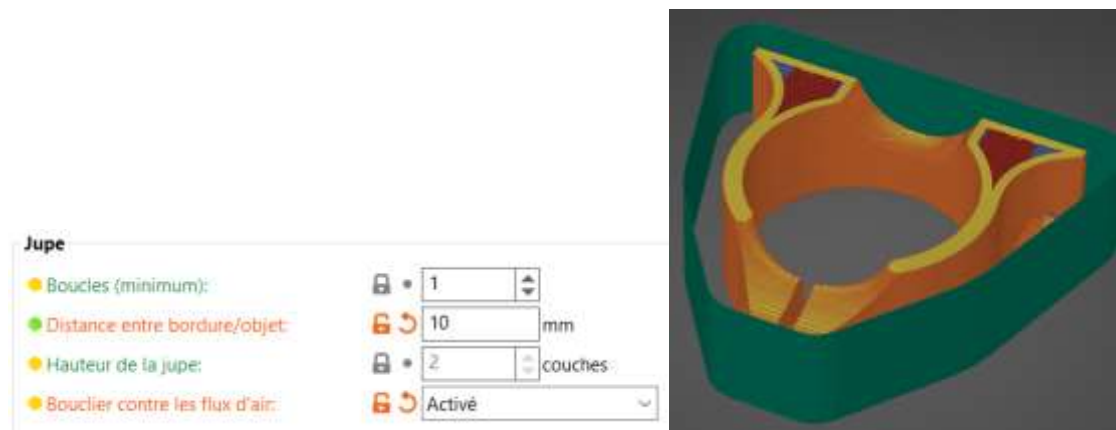 Jupe
Boucles (minimum): 1
Distance entre bordure/objet: 10 mm
Hauteur de la jupe: 2 couches
Bouclier contre les flux d'air: Activé